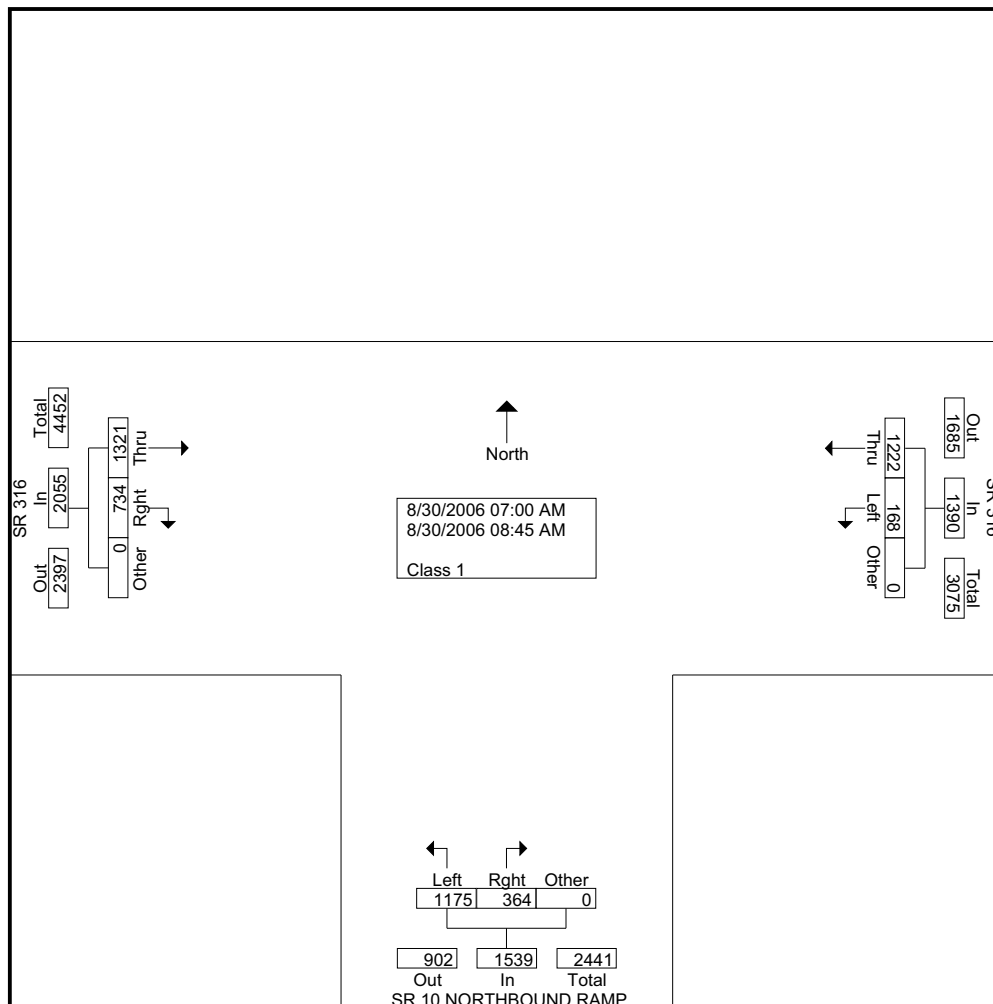 Total
4452
In
2055
Out
2397
SR 316
1321
734
0
Thru
Rght
Other
North
8/30/2006 07:00 AM
8/30/2006 08:45 AM
Class 1
Out
1685
In
1390
Total
3075
1222
168
0
Thru
Left
Other
Left Rght Other
1175 364 0
902 1539 2441
Out In Total
SR 10 NORTHBOUND RAMP